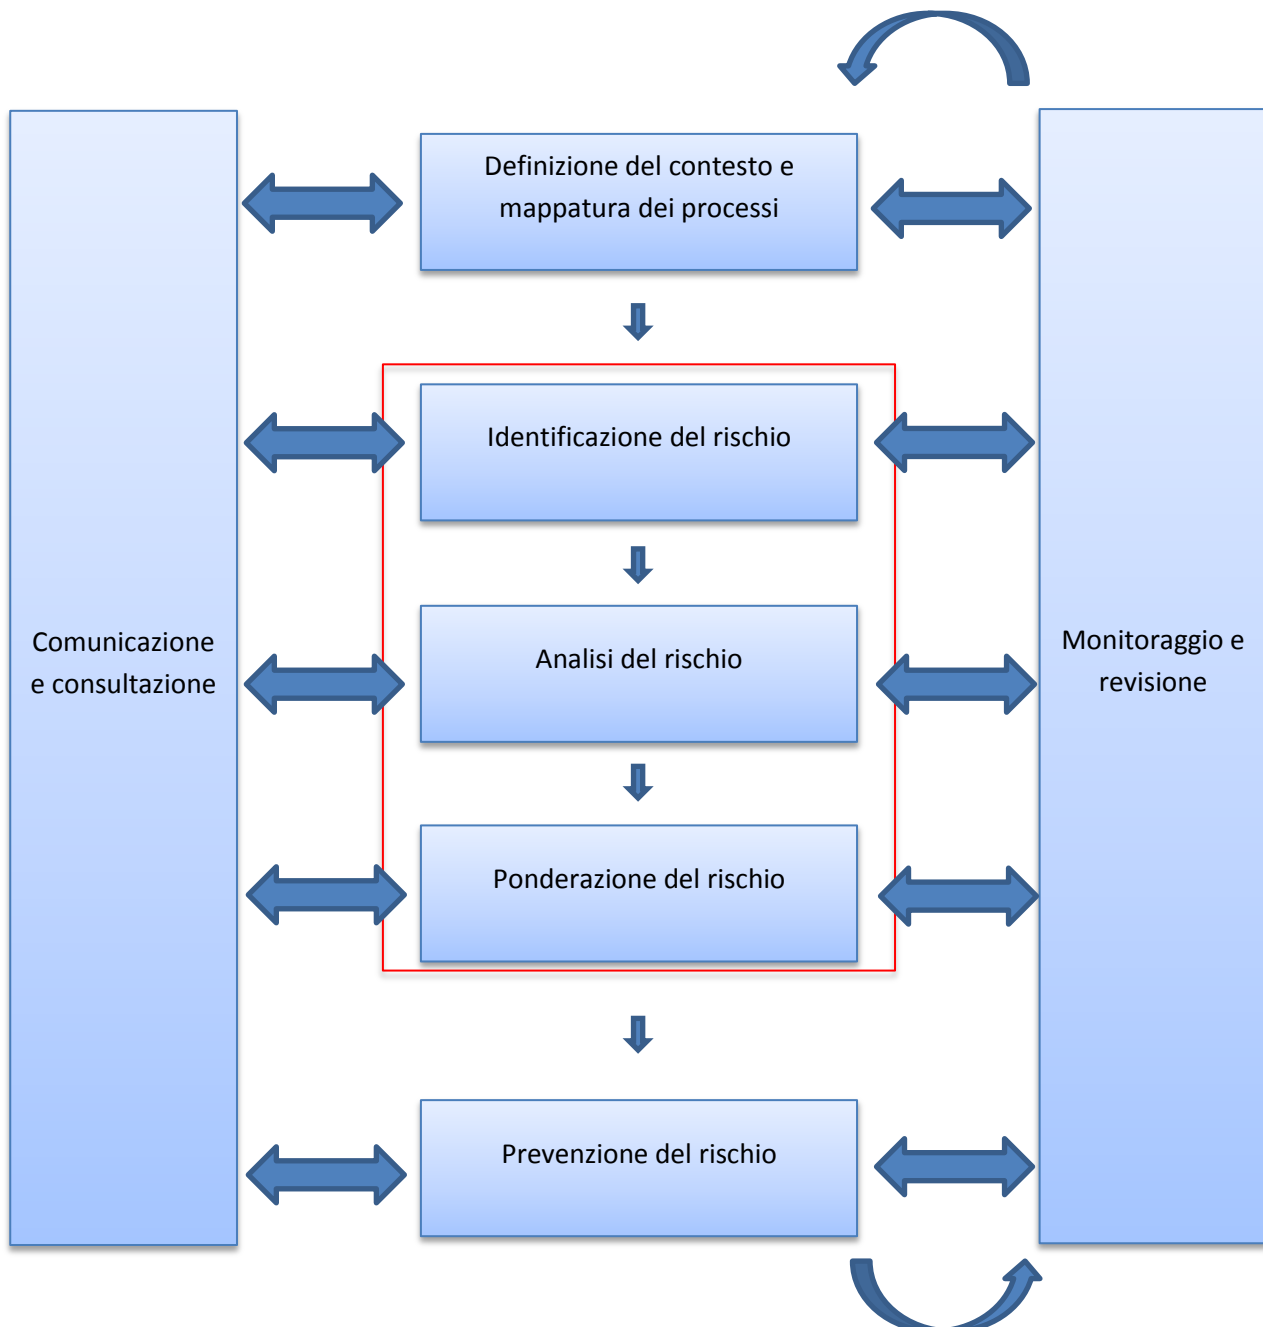 Definizione del contesto e
mappatura dei processi
Identificazione del rischio
Comunicazione
e consultazione
Analisi del rischio
Monitoraggio e
revisione
Ponderazione del rischio
Prevenzione del rischio